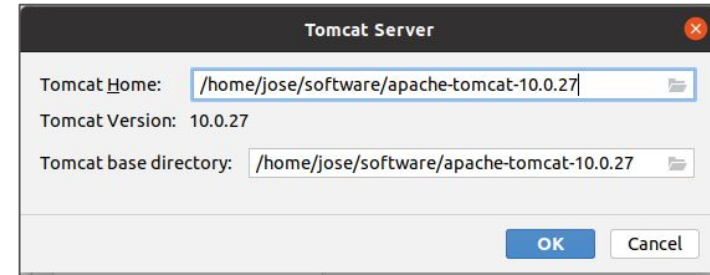 Tomcat Server
Tomcat Home: /home/jose/software/apache-tomcat-10.0.27
Tomcat Version: 10.0.27
Tomcat base directory: /home/jose/software/apache-tomcat-10.0.27
OK Cancel